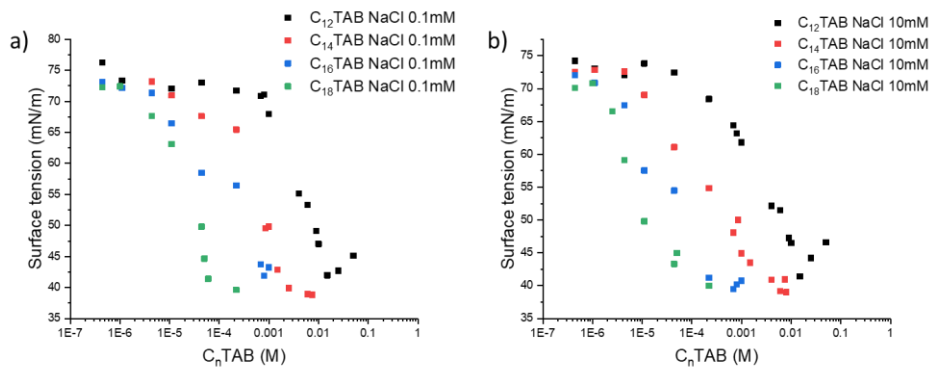 a)
C₁₂TAB NaCl 0.1mM
C₁₄TAB NaCl 0.1mM
C₁₆TAB NaCl 0.1mM
C₁₈TAB NaCl 0.1mM
80
75
70
65
60
55
50
45
40
35
Surface tension (mN/m)
1E-7 1E-6 1E-5 1E-4 0.001 0.01 0.1 1
CₙTAB (M)
b)
C₁₂TAB NaCl 10mM
C₁₄TAB NaCl 10mM
C₁₆TAB NaCl 10mM
C₁₈TAB NaCl 10mM
75
70
65
60
55
50
45
40
35
Surface tension (mN/m)
1E-7 1E-6 1E-5 1E-4 0.001 0.01 0.1 1
CₙTAB (M)